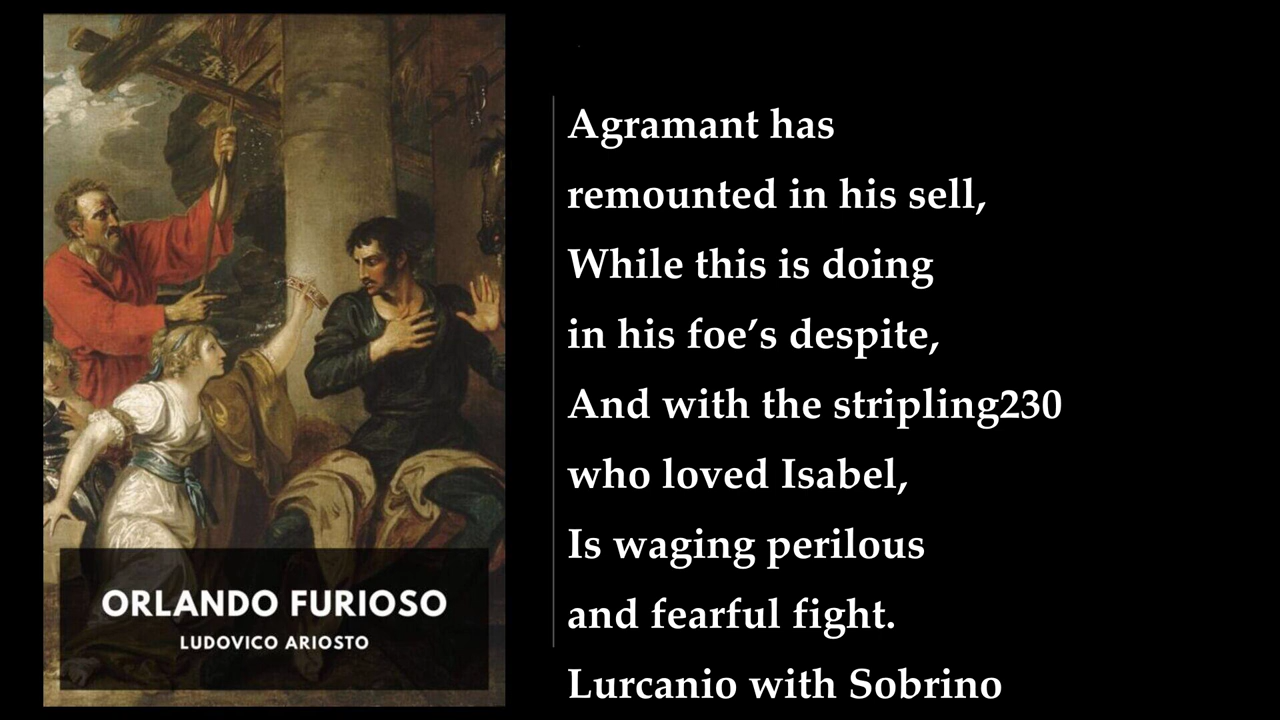 ORLANDO FURIOSO
LUDOVICO ARIOSTO
Agramant has
remounted in his sell,
While this is doing
in his foe’s despite,
And with the stripling230
who loved Isabel,
Is waging perilous
and fearful fight.
Lurcanio with Sobrino